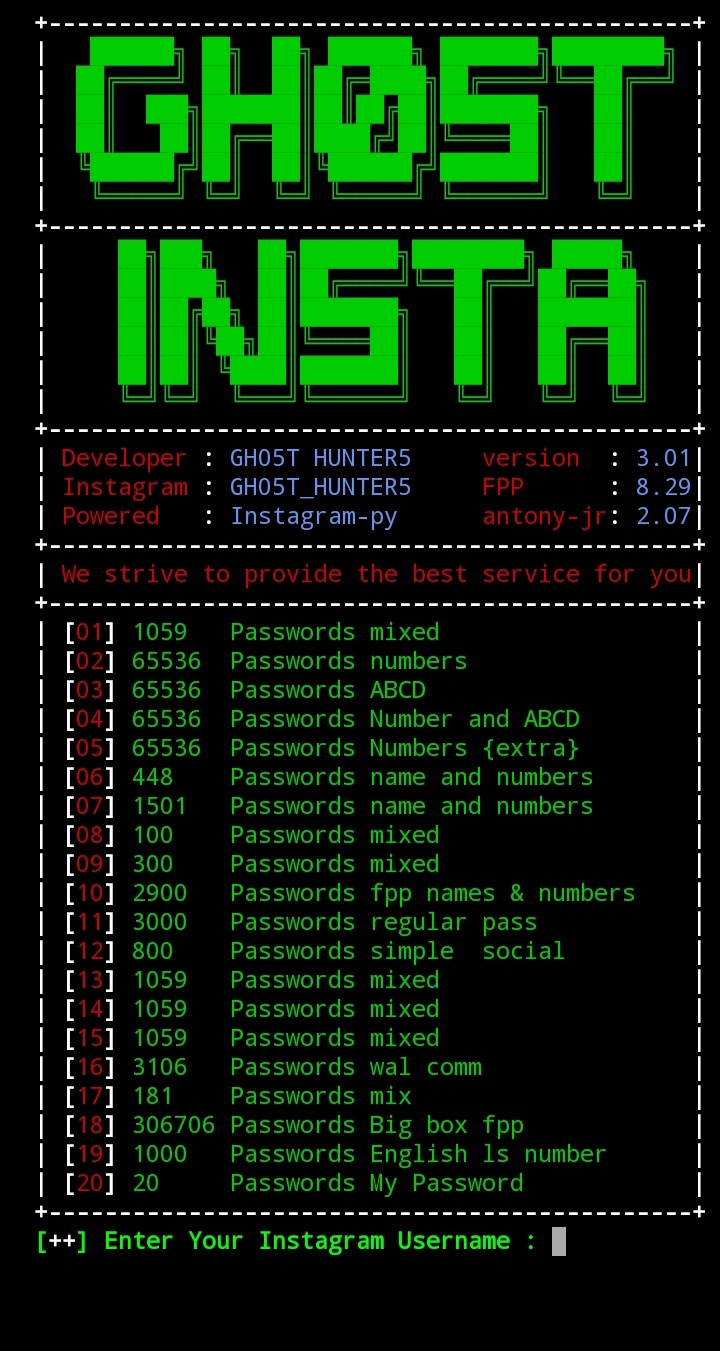 GH0ST
INSTA
Developer : GH05T HUNTER5 version : 3.01
Instagram : GH05T_HUNTER5 FPP : 8.29
Powered : Instagram-py antony-jr: 2.07
We strive to provide the best service for you
[01] 1059 Passwords mixed
[02] 65536 Passwords numbers
[03] 65536 Passwords ABCD
[04] 65536 Passwords Number and ABCD
[05] 65536 Passwords Numbers {extra}
[06] 448 Passwords name and numbers
[07] 1501 Passwords name and numbers
[08] 100 Passwords mixed
[09] 300 Passwords mixed
[10] 2900 Passwords fpp names & numbers
[11] 3000 Passwords regular pass
[12] 800 Passwords simple social
[13] 1059 Passwords mixed
[14] 1059 Passwords mixed
[15] 1059 Passwords mixed
[16] 3106 Passwords wal comm
[17] 181 Passwords mix
[18] 306706 Passwords Big box fpp
[19] 1000 Passwords English ls number
[20] 20 Passwords My Password
[++] Enter Your Instagram Username :